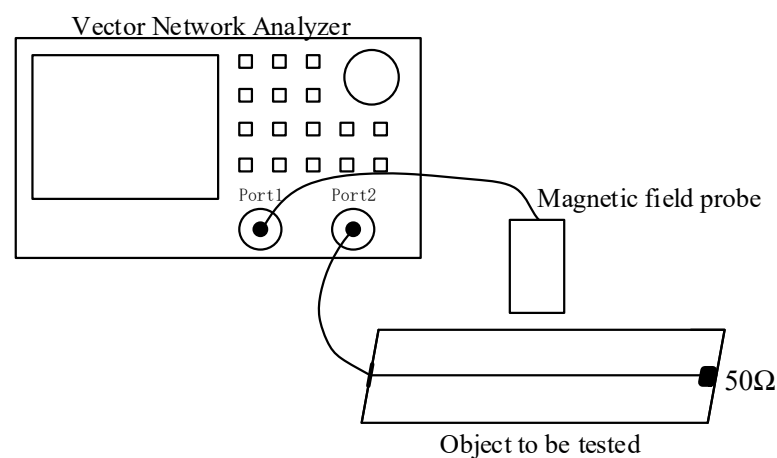 Vector Network Analyzer
Port1 Port2
Magnetic field probe
50Ω
Object to be tested